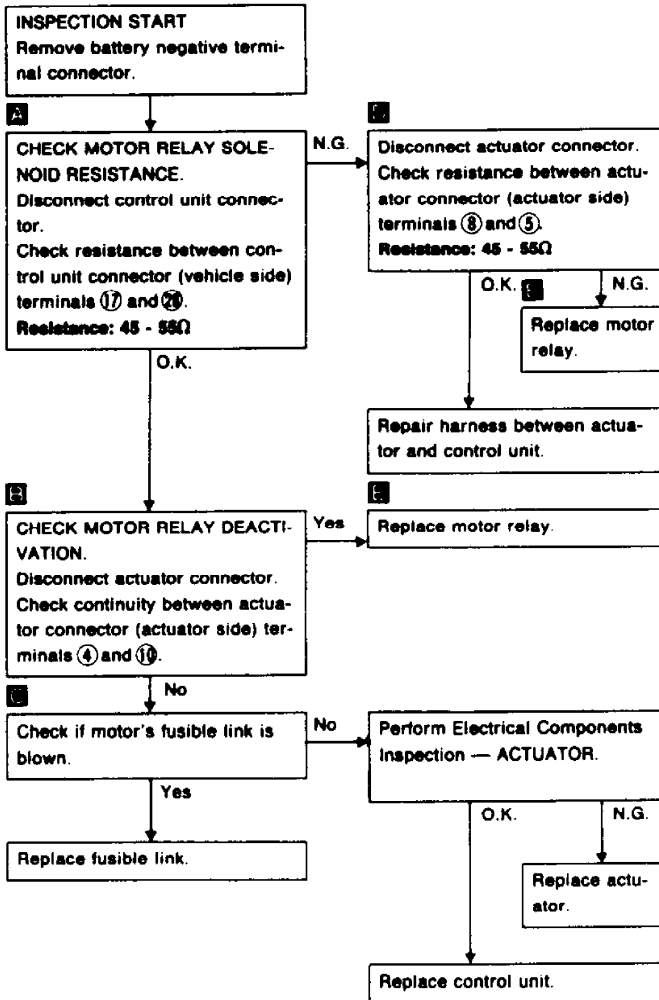 INSPECTION START
Remove battery negative termi-
nal connector.
A
CHECK MOTOR RELAY SOLE-
NOID RESISTANCE.
Disconnect control unit connec-
tor.
Check resistance between con-
trol unit connector (vehicle side)
terminals 17 and 20.
Resistance: 45 - 55Ω
N.G.
Disconnect actuator connector.
Check resistance between actu-
ator connector (actuator side)
terminals 8 and 5.
Resistance: 45 - 55Ω
O.K.
N.G.
Replace motor
relay.
Repair harness between actua-
tor and control unit.
O.K.
CHECK MOTOR RELAY DEACTI-
VATION.
Disconnect actuator connector.
Check continuity between actua-
tor connector (actuator side) ter-
minals 4 and 10.
Yes
Replace motor relay.
No
Check if motor's fusible link is
blown.
No
Perform Electrical Components
Inspection — ACTUATOR.
Yes
Replace fusible link.
O.K.
N.G.
Replace actu-
ator.
Replace control unit.